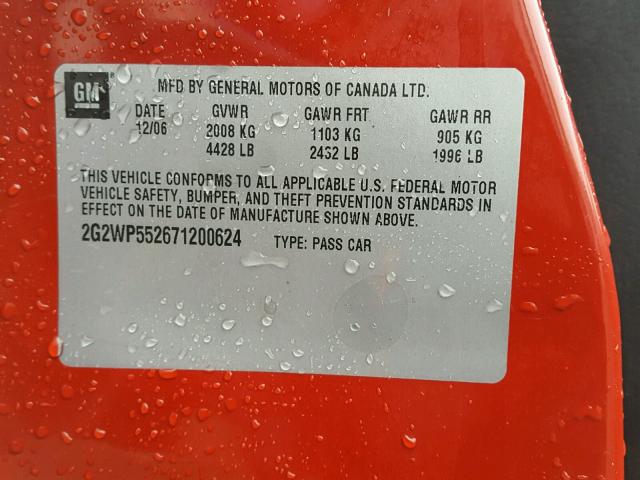 GM
MFD BY GENERAL MOTORS OF CANADA LTD.
DATE GVWR GAWR FRT GAWR RR
12/06 2008 KG 1103 KG 905 KG
4428 LB 2432 LB 1996 LB
THIS VEHICLE CONFORMS TO ALL APPLICABLE U.S. FEDERAL MOTOR
VEHICLE SAFETY, BUMPER, AND THEFT PREVENTION STANDARDS IN
EFFECT ON THE DATE OF MANUFACTURE SHOWN ABOVE.
2G2WP552671200624 TYPE: PASS CAR